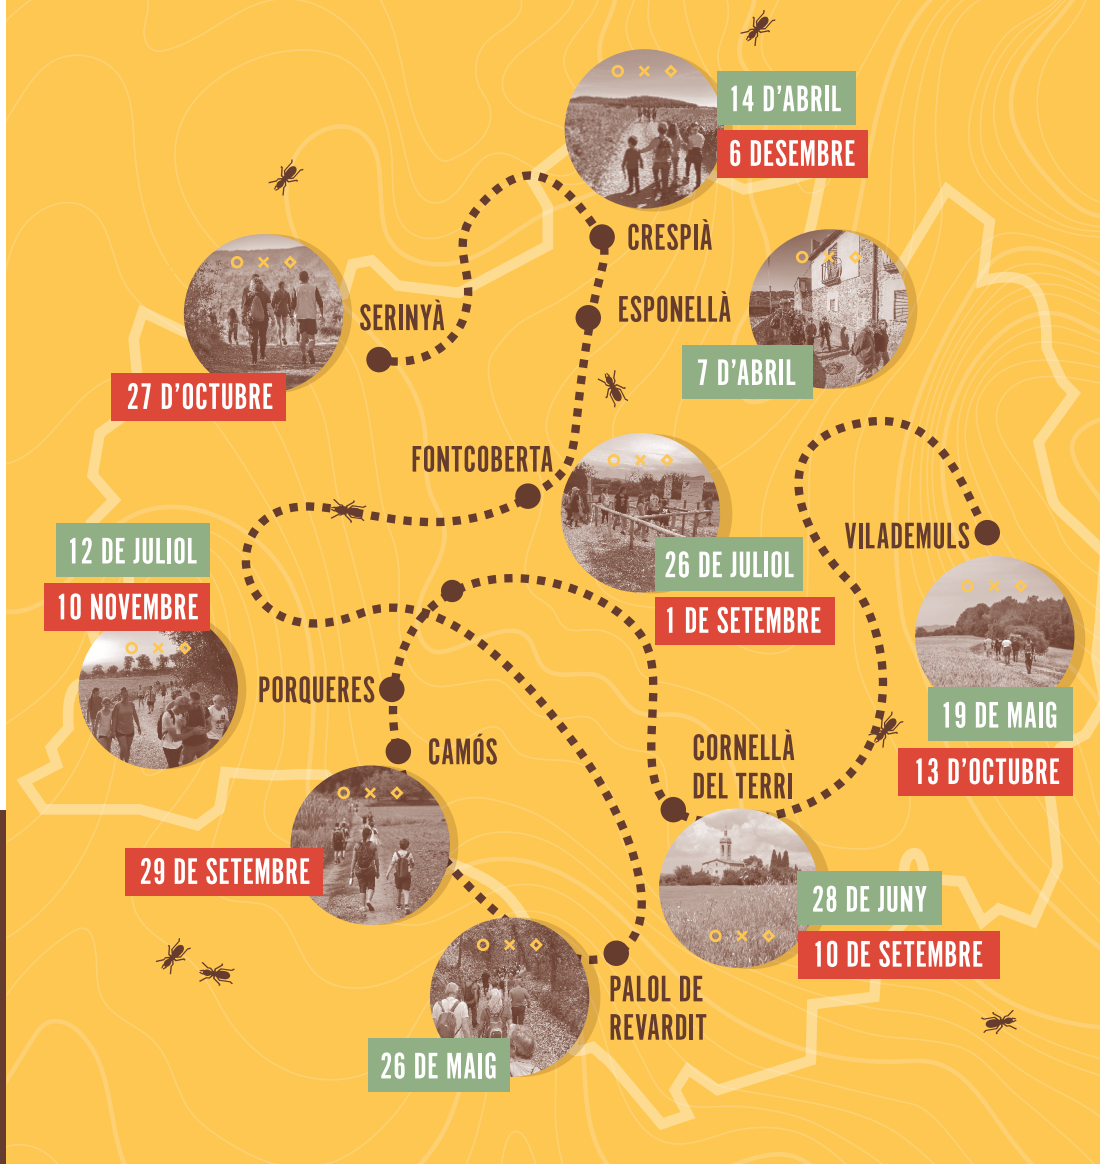 14 D'ABRIL
6 DESEMBRE
CRESPIÀ
ESPONELLÀ
7 D'ABRIL
SERINYÀ
27 D'OCTUBRE
FONTCOBERTA
26 DE JULIOL
1 DE SETEMBRE
VILADEMULS
19 DE MAIG
13 D'OCTUBRE
12 DE JULIOL
10 NOVEMBRE
PORQUERES
CAMÓS
29 DE SETEMBRE
CORNELLÀ
DEL TERRI
28 DE JUNY
10 DE SETEMBRE
PALOL DE
REVARDIT
26 DE MAIG